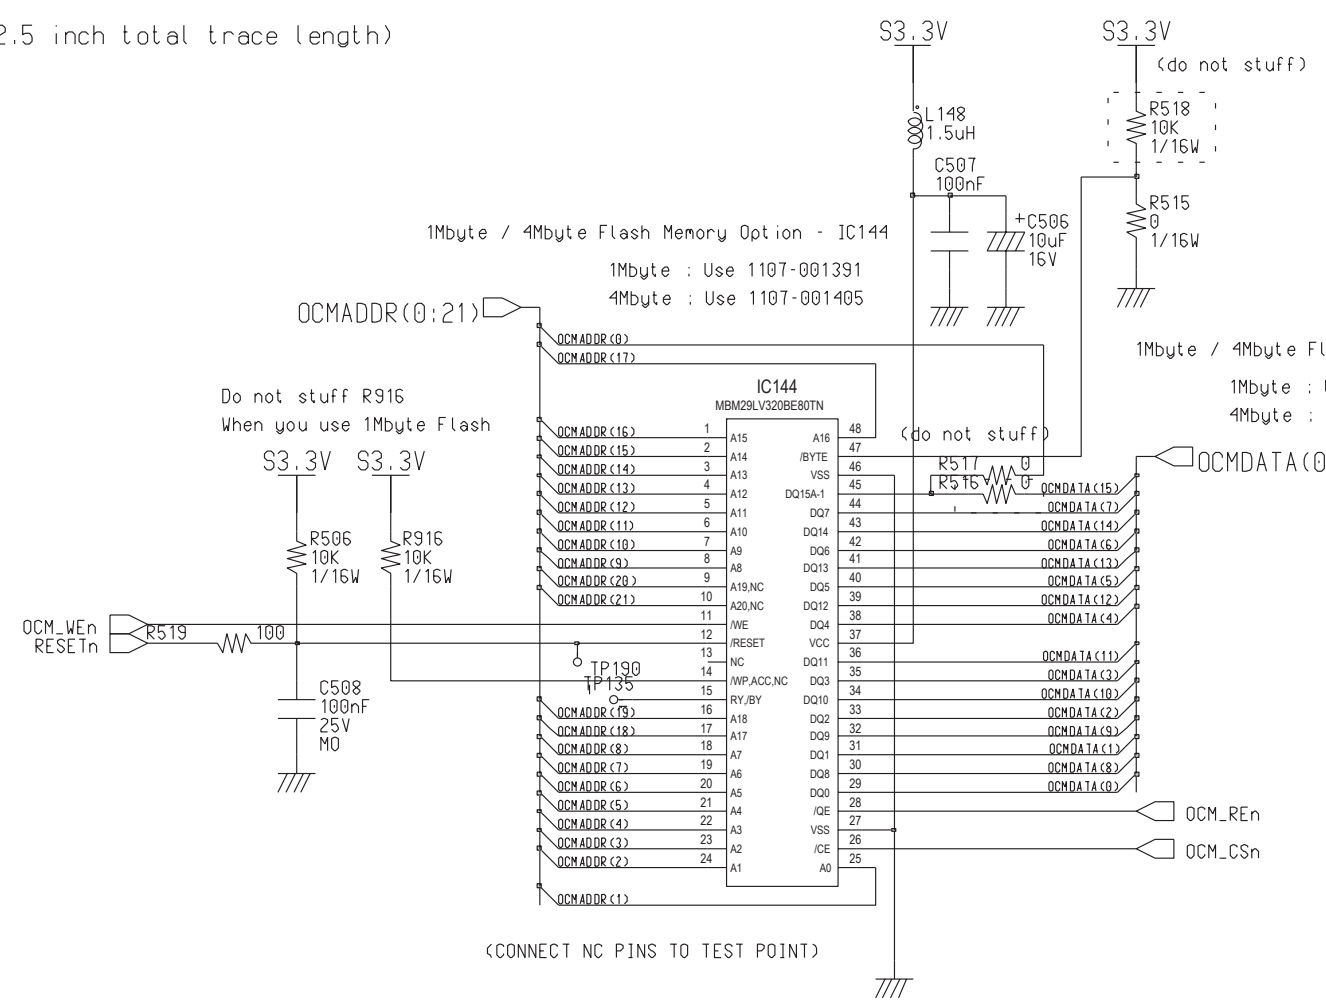 2.5 inch total trace length)
S3.3V
S3.3V
(do not stuff)
L148
1.5uH
R518
10K
1/16W
C507
100nF
R515
0
1/16W
+C506
10uF
16V
1Mbyte / 4Mbyte Flash Memory Option - IC144
1Mbyte : Use 1107-001391
4Mbyte : Use 1107-001405
OCMADDR(0:21)
OCMADDR(0)
OCMADDR(17)
1Mbyte / 4Mbyte Fl
1Mbyte :
4Mbyte :
Do not stuff R916
When you use 1Mbyte Flash
S3.3V S3.3V
R506
10K
1/16W
R916
10K
1/16W
IC144
MBM29LV320BE80TN
(do not stuff)
R517 0
R516 0
OCMDATA(0
OCMADDR(16) 1 A15 A16 48
OCMADDR(15) 2 A14 /BYTE 47
OCMADDR(14) 3 A13 VSS 46
OCMADDR(13) 4 A12 DQ15A-1 45 OCMDATA(15)
OCMADDR(12) 5 A11 DQ7 44 OCMDATA(7)
OCMADDR(11) 6 A10 DQ14 43 OCMDATA(14)
OCMADDR(10) 7 A9 DQ6 42 OCMDATA(6)
OCMADDR(9) 8 A8 DQ13 41 OCMDATA(13)
OCMADDR(20) 9 A19,NC DQ5 40 OCMDATA(5)
OCMADDR(21) 10 A20,NC DQ12 39 OCMDATA(12)
OCM_WEn 11 /WE DQ4 38 OCMDATA(4)
RESETn R519 100 12 /RESET VCC 37
13 NC DQ11 36 OCMDATA(11)
TP190
14 /WP,ACC,NC DQ3 35 OCMDATA(3)
TP135
15 RY,/BY DQ10 34 OCMDATA(10)
OCMADDR(19) 16 A18 DQ2 33 OCMDATA(2)
OCMADDR(18) 17 A17 DQ9 32 OCMDATA(9)
OCMADDR(8) 18 A7 DQ1 31 OCMDATA(1)
OCMADDR(7) 19 A6 DQ8 30 OCMDATA(8)
OCMADDR(6) 20 A5 DQ0 29 OCMDATA(0)
OCMADDR(5) 21 A4 /QE 28 OCM_REn
OCMADDR(4) 22 A3 VSS 27
OCMADDR(3) 23 A2 /CE 26 OCM_CSn
OCMADDR(2) 24 A1 A0 25
OCMADDR(1)
C508
100nF
25V
MO
(CONNECT NC PINS TO TEST POINT)